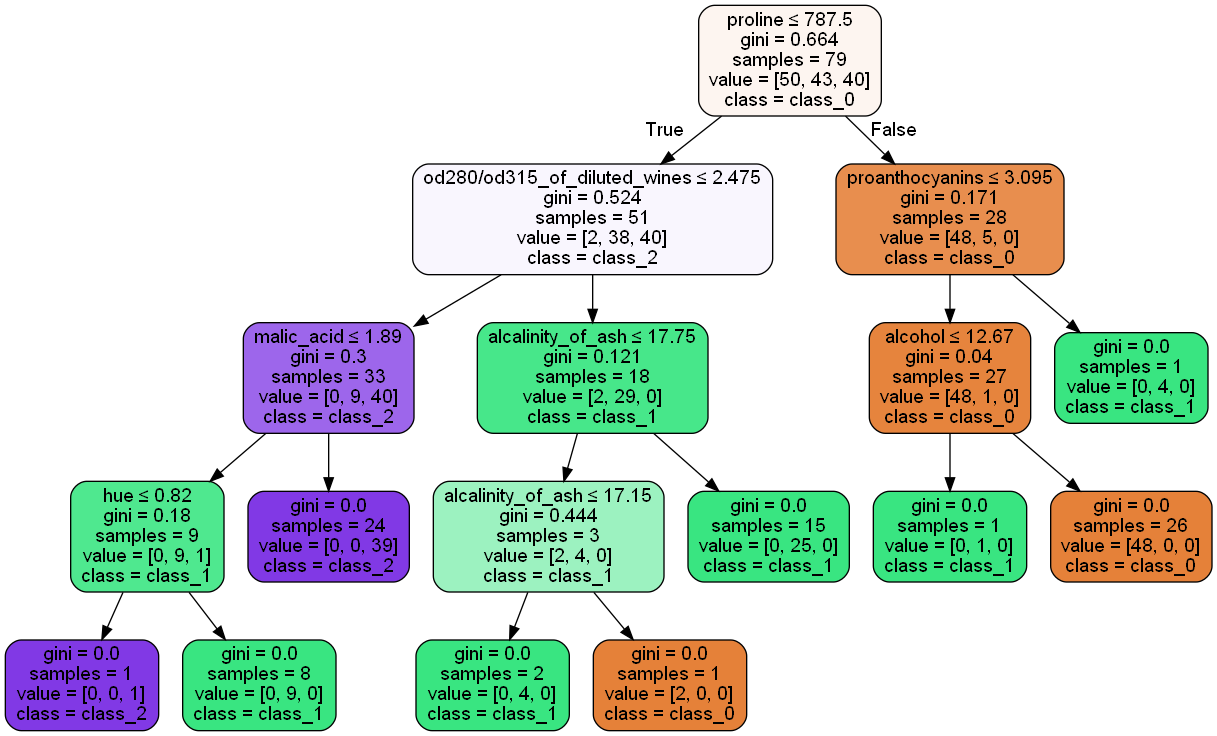 proline ≤ 787.5
gini = 0.664
samples = 79
value = [50, 43, 40]
class = class_0
True
False
od280/od315_of_diluted_wines ≤ 2.475
gini = 0.524
samples = 51
value = [2, 38, 40]
class = class_2
proanthocyanins ≤ 3.095
gini = 0.171
samples = 28
value = [48, 5, 0]
class = class_0
malic_acid ≤ 1.89
gini = 0.3
samples = 33
value = [0, 9, 40]
class = class_2
alcalinity_of_ash ≤ 17.75
gini = 0.121
samples = 18
value = [2, 29, 0]
class = class_1
alcohol ≤ 12.67
gini = 0.04
samples = 27
value = [48, 1, 0]
class = class_0
gini = 0.0
samples = 1
value = [0, 4, 0]
class = class_1
hue ≤ 0.82
gini = 0.18
samples = 9
value = [0, 9, 1]
class = class_1
gini = 0.0
samples = 24
value = [0, 0, 39]
class = class_2
alcalinity_of_ash ≤ 17.15
gini = 0.444
samples = 3
value = [2, 4, 0]
class = class_1
gini = 0.0
samples = 15
value = [0, 25, 0]
class = class_1
gini = 0.0
samples = 1
value = [0, 1, 0]
class = class_1
gini = 0.0
samples = 26
value = [48, 0, 0]
class = class_0
gini = 0.0
samples = 1
value = [0, 0, 1]
class = class_2
gini = 0.0
samples = 8
value = [0, 9, 0]
class = class_1
gini = 0.0
samples = 2
value = [0, 4, 0]
class = class_1
gini = 0.0
samples = 1
value = [2, 0, 0]
class = class_0